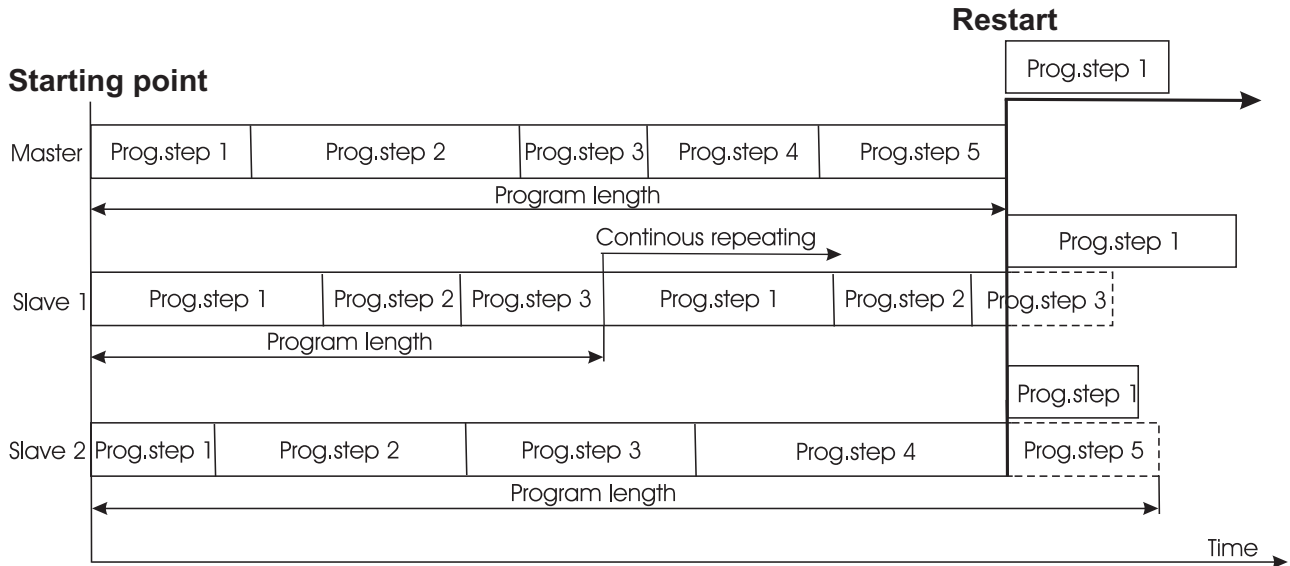 Restart
Prog.step 1
Starting point
Master Prog.step 1 Prog.step 2 Prog.step 3 Prog.step 4 Prog.step 5
Program length
Continous repeating
Prog.step 1
Slave 1 Prog.step 1 Prog.step 2 Prog.step 3 Prog.step 1 Prog.step 2 Prog.step 3
Program length
Prog.step 1
Slave 2 Prog.step 1 Prog.step 2 Prog.step 3 Prog.step 4 Prog.step 5
Program length
Time